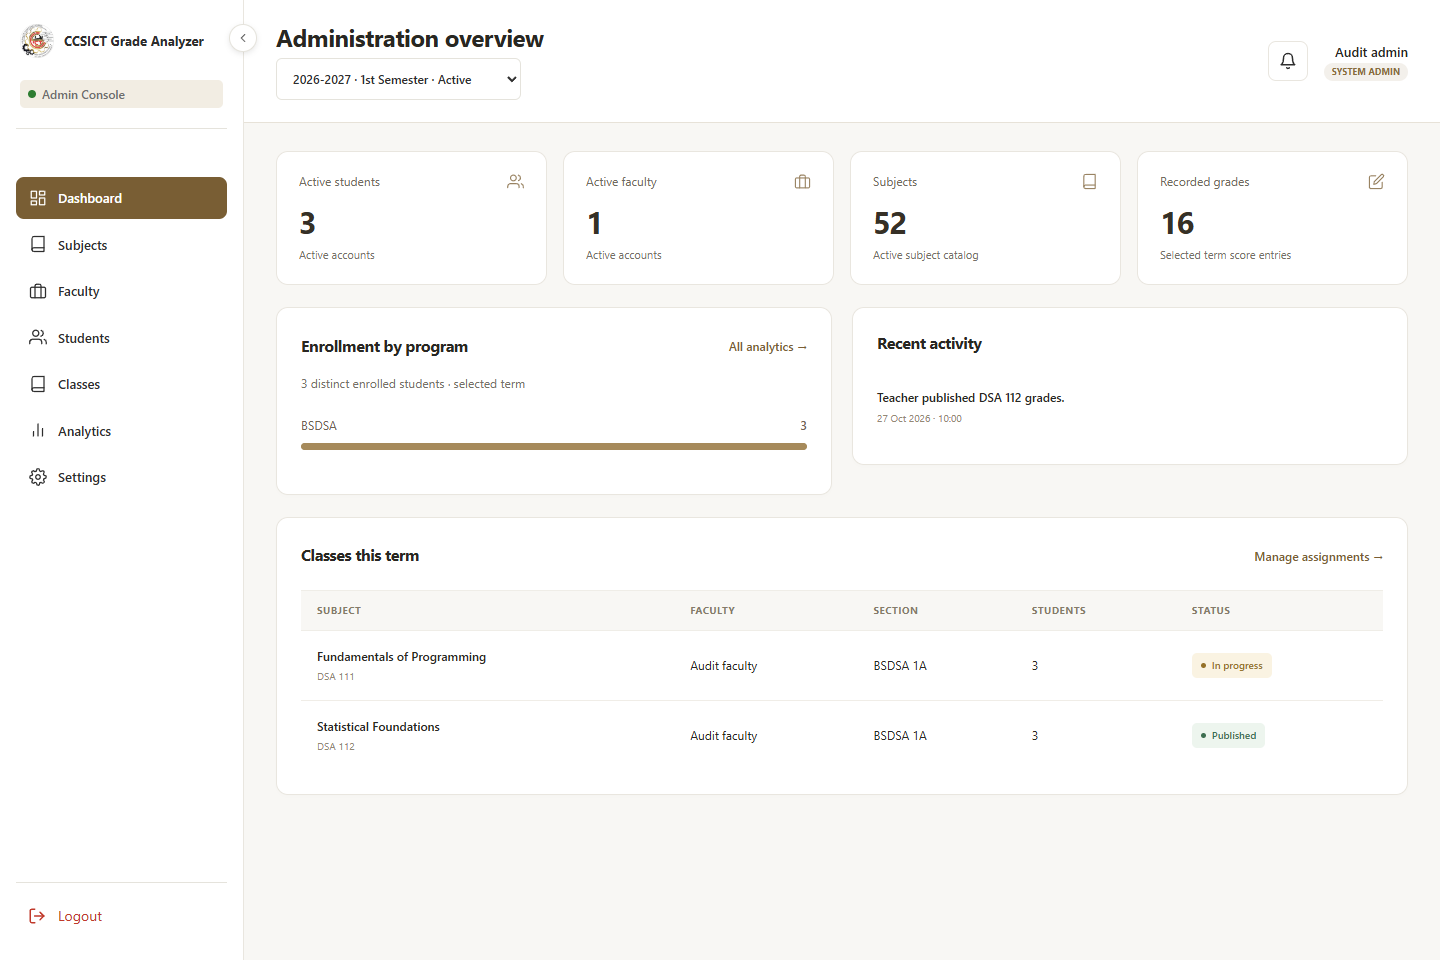 CCSICT Grade Analyzer
Admin Console
Dashboard
Subjects
Faculty
Students
Classes
Analytics
Settings
Logout
Administration overview
2026-2027 · 1st Semester · Active
Audit admin
SYSTEM ADMIN
Active students
3
Active accounts
Active faculty
1
Active accounts
Subjects
52
Active subject catalog
Recorded grades
16
Selected term score entries
Enrollment by program
All analytics →
3 distinct enrolled students · selected term
BSDSA 3
Recent activity
Teacher published DSA 112 grades.
27 Oct 2026 · 10:00
Classes this term
Manage assignments →
SUBJECT FACULTY SECTION STUDENTS STATUS
Fundamentals of Programming
DSA 111
Audit faculty BSDSA 1A 3 In progress
Statistical Foundations
DSA 112
Audit faculty BSDSA 1A 3 Published